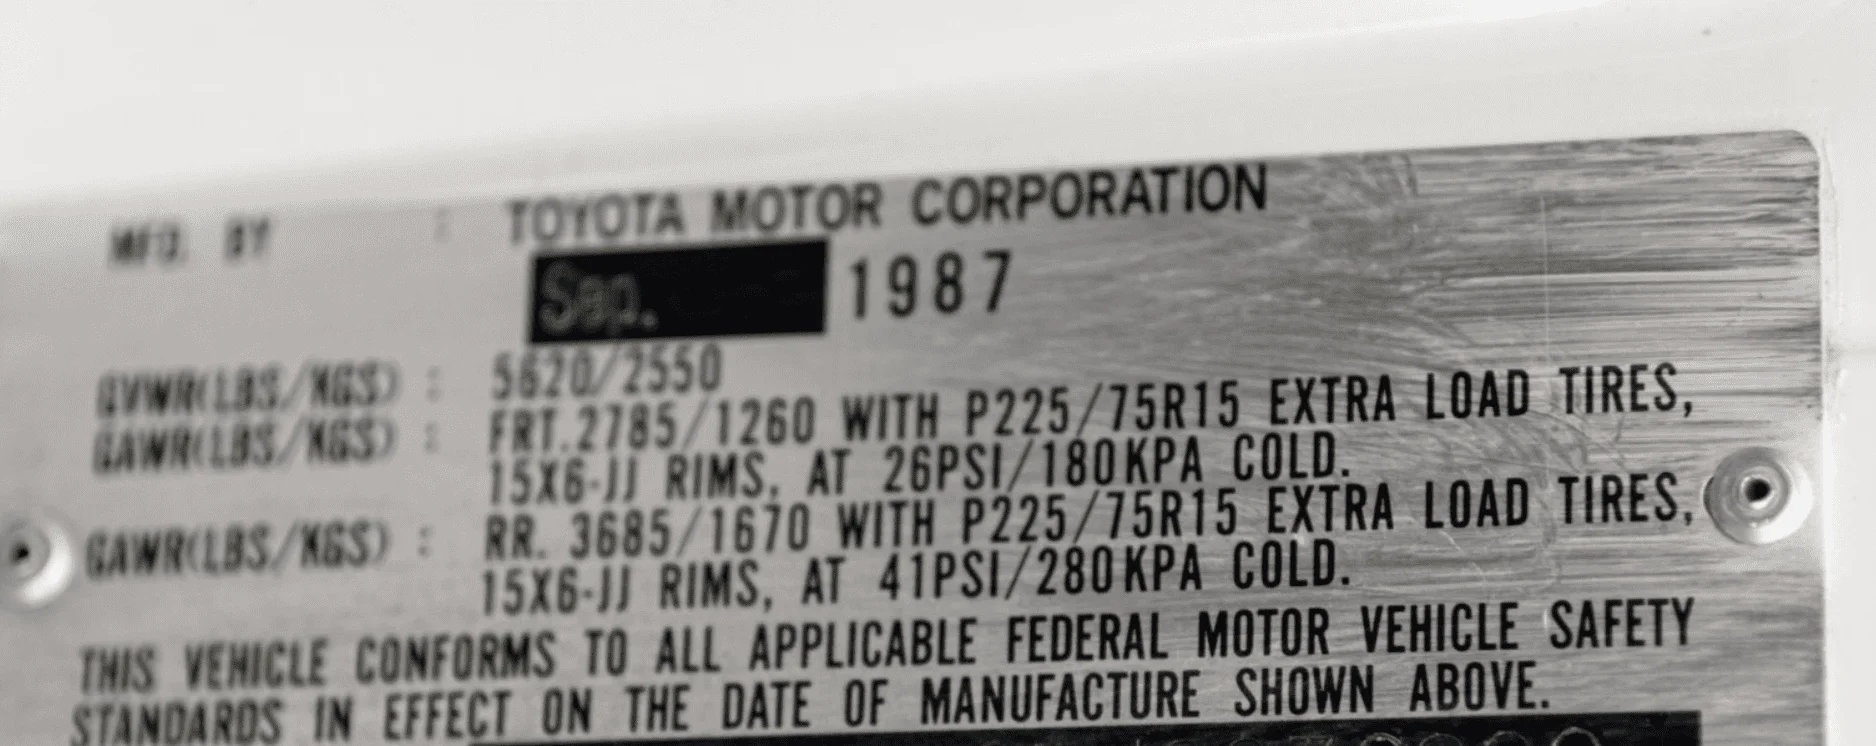 MFD. BY : TOYOTA MOTOR CORPORATION
Sep. 1987
GVWR(LBS/KGS) : 5620/2550
GAWR(LBS/KGS) : FRT.2785/1260 WITH P225/75R15 EXTRA LOAD TIRES,
15X6-JJ RIMS, AT 26PSI/180KPA COLD.
GAWR(LBS/KGS) : RR. 3685/1670 WITH P225/75R15 EXTRA LOAD TIRES,
15X6-JJ RIMS, AT 41PSI/280KPA COLD.
THIS VEHICLE CONFORMS TO ALL APPLICABLE FEDERAL MOTOR VEHICLE SAFETY
STANDARDS IN EFFECT ON THE DATE OF MANUFACTURE SHOWN ABOVE.